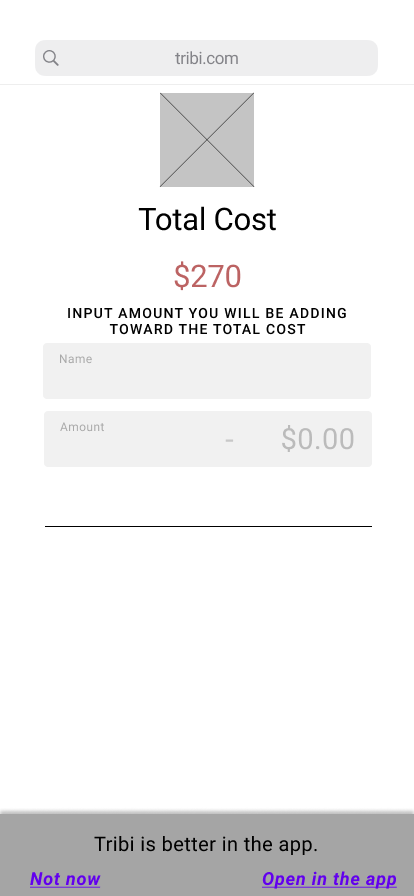 tribi.com
Total Cost
$270
INPUT AMOUNT YOU WILL BE ADDING
TOWARD THE TOTAL COST
Name
Amount - $0.00
Tribi is better in the app.
Not now Open in the app